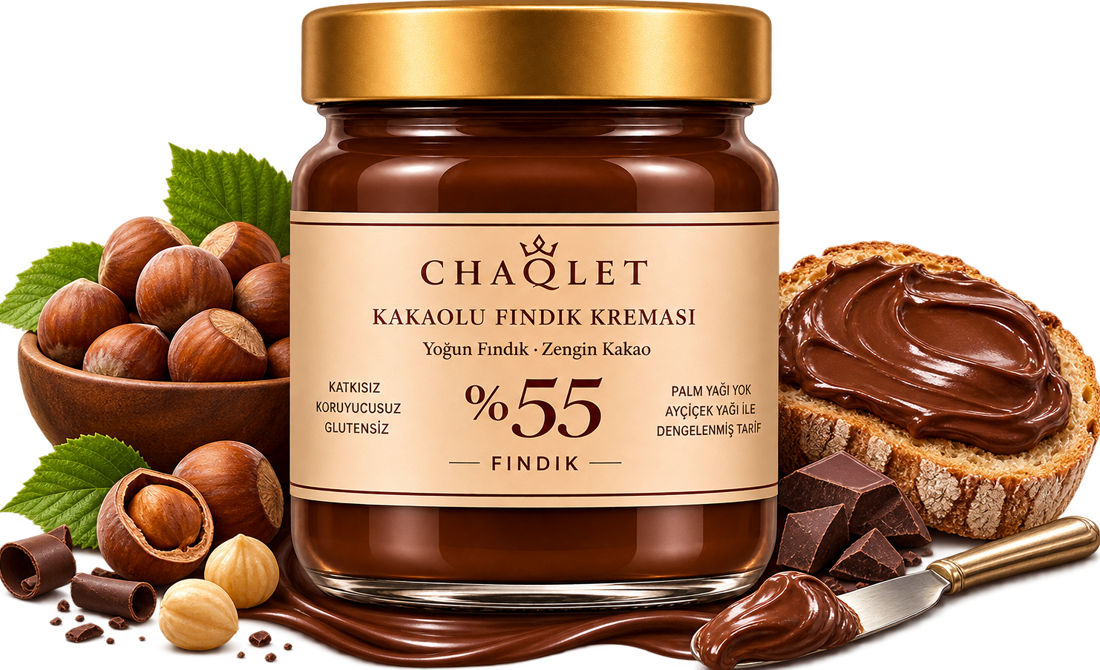 CHAQLET
KAKAOLU FINDIK KREMASI
Yoğun Fındık · Zengin Kakao
KATKISIZ
KORUYUCUSUZ
GLUTENSİZ
%55
FINDIK
PALM YAĞI YOK
AYÇİÇEK YAĞI İLE
DENGELENMİŞ TARİF